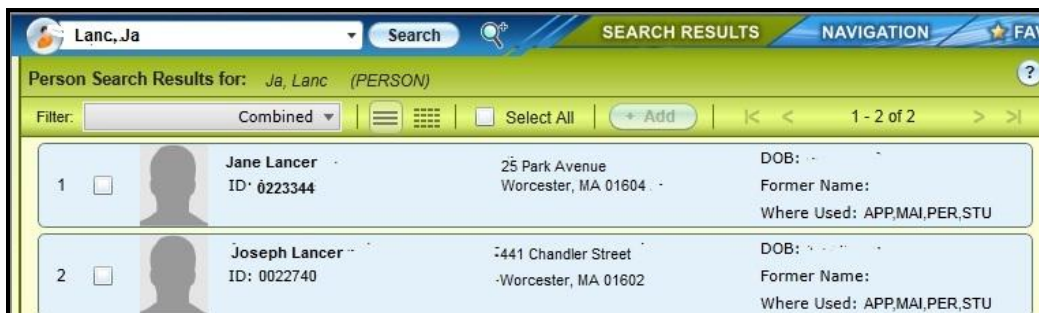 Lanc,Ja Search SEARCH RESULTS NAVIGATION FAV
Person Search Results for: Ja, Lanc (PERSON) ?
Filter: Combined Select All + Add |< < 1 - 2 of 2 > >|
1 Jane Lancer 25 Park Avenue DOB:
ID: 0223344 Worcester, MA 01604 Former Name:
Where Used: APP,MAI,PER,STU
2 Joseph Lancer 441 Chandler Street DOB:
ID: 0022740 Worcester, MA 01602 Former Name:
Where Used: APP,MAI,PER,STU